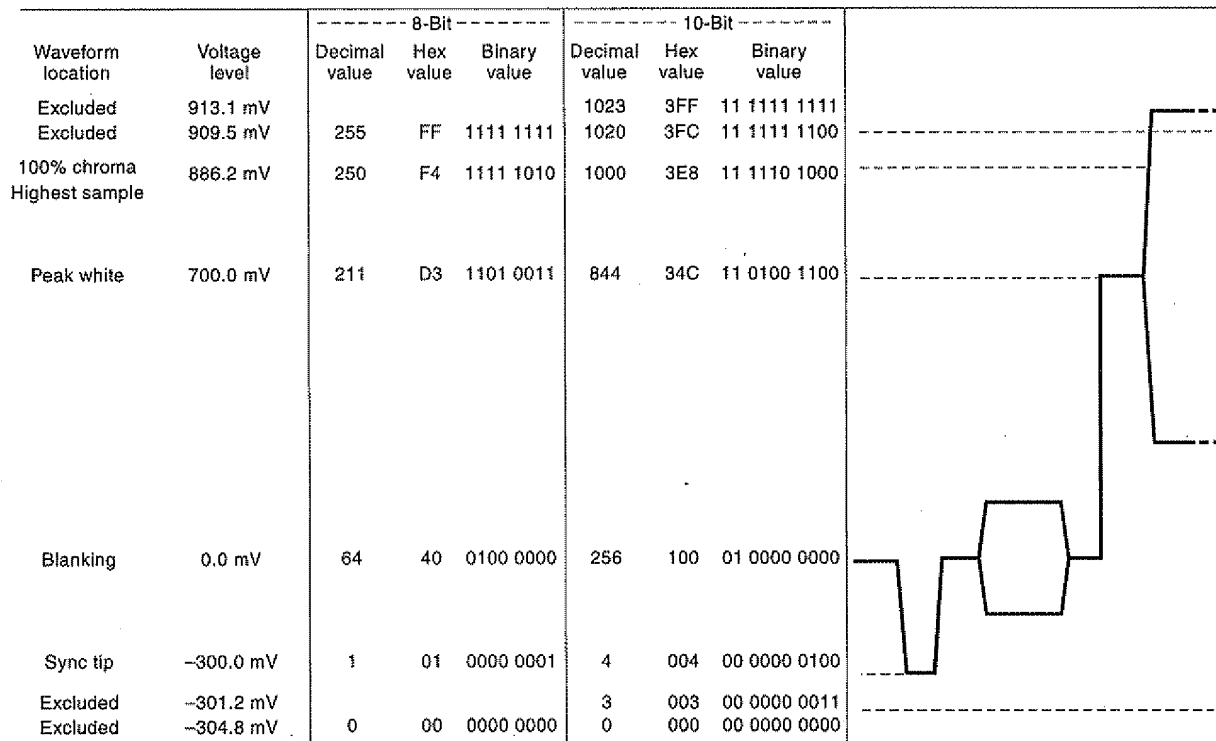 8-Bit 10-Bit
Waveform location Voltage level Decimal value Hex value Binary value Decimal value Hex value Binary value
Excluded 913.1 mV 1023 3FF 11 1111 1111
Excluded 909.5 mV 255 FF 1111 1111 1020 3FC 11 1111 1100
100% chroma
Highest sample 886.2 mV 250 F4 1111 1010 1000 3E8 11 1110 1000
Peak white 700.0 mV 211 D3 1101 0011 844 34C 11 0100 1100
Blanking 0.0 mV 64 40 0100 0000 256 100 01 0000 0000
Sync tip –300.0 mV 1 01 0000 0001 4 004 00 0000 0100
Excluded –301.2 mV 3 003 00 0000 0011
Excluded –304.8 mV 0 00 0000 0000 0 000 00 0000 0000